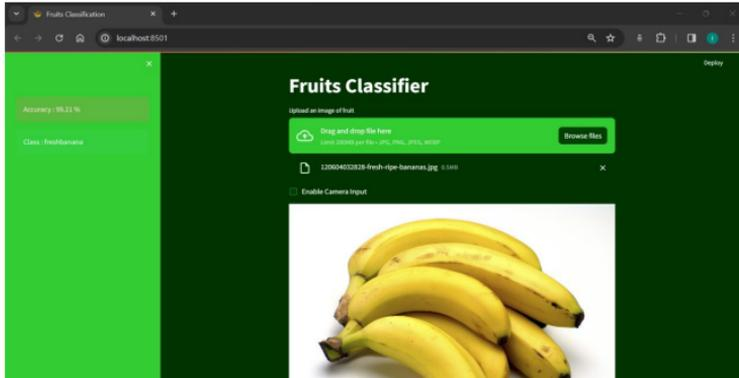 Fruits Classification
localhost:8501
Deploy
Accuracy : 99.21 %
Class : freshbanana
Fruits Classifier
Upload an image of fruit
Drag and drop file here
Limit 200MB per file • JPG, PNG, JPEG, WEBP
Browse files
120604032828-fresh-ripe-bananas.jpg 0.5MB
Enable Camera Input